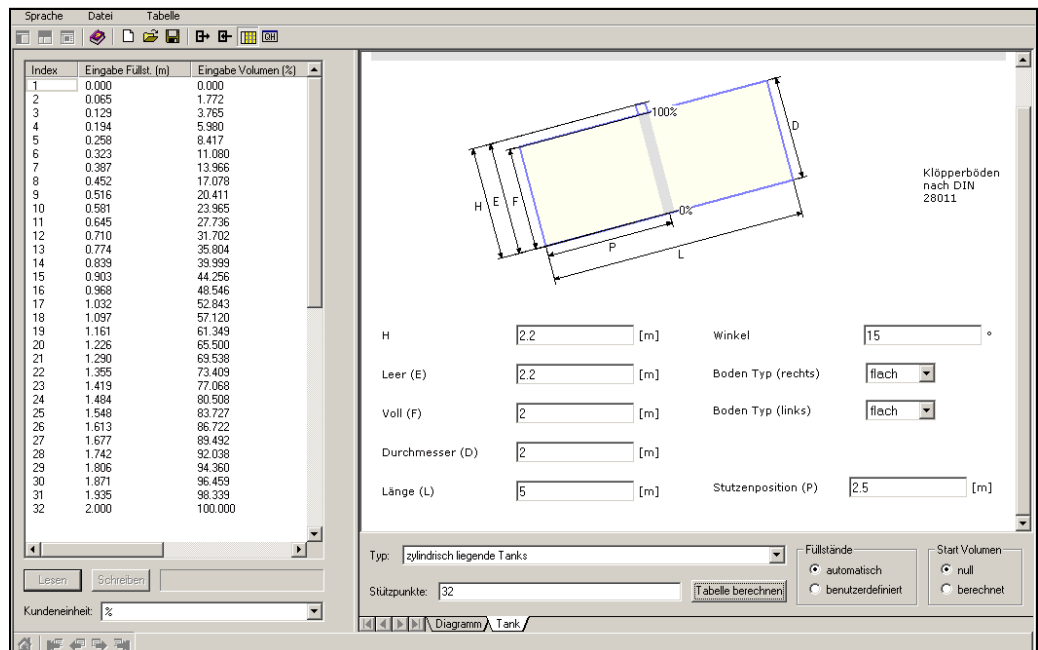 Sprache Datei Tabelle
QH
Index Eingabe Füllst. (m) Eingabe Volumen (%)
1 0.000 0.000
2 0.065 1.772
3 0.129 3.765
4 0.194 5.980
5 0.258 8.417
6 0.323 11.080
7 0.387 13.966
8 0.452 17.078
9 0.516 20.411
10 0.581 23.965
11 0.645 27.736
12 0.710 31.702
13 0.774 35.804
14 0.839 39.999
15 0.903 44.256
16 0.968 48.546
17 1.032 52.843
18 1.097 57.120
19 1.161 61.349
20 1.226 65.500
21 1.290 69.538
22 1.355 73.409
23 1.419 77.068
24 1.484 80.508
25 1.548 83.727
26 1.613 86.722
27 1.677 89.492
28 1.742 92.038
29 1.806 94.360
30 1.871 96.459
31 1.935 98.339
32 2.000 100.000
Lesen Schreiben
Kundeneinheit: %
100%
D
H E F
0%
P
L
Klöpperböden
nach DIN
28011
H 2.2 [m] Winkel 15 °
Leer (E) 2.2 [m] Boden Typ (rechts) flach
Voll (F) 2 [m] Boden Typ (links) flach
Durchmesser (D) 2 [m]
Länge (L) 5 [m] Stutzenposition (P) 2.5 [m]
Typ: zylindrisch liegende Tanks
Stützpunkte: 32 Tabelle berechnen
Füllstände
automatisch
benutzerdefiniert
Start Volumen
null
berechnet
Diagramm Tank